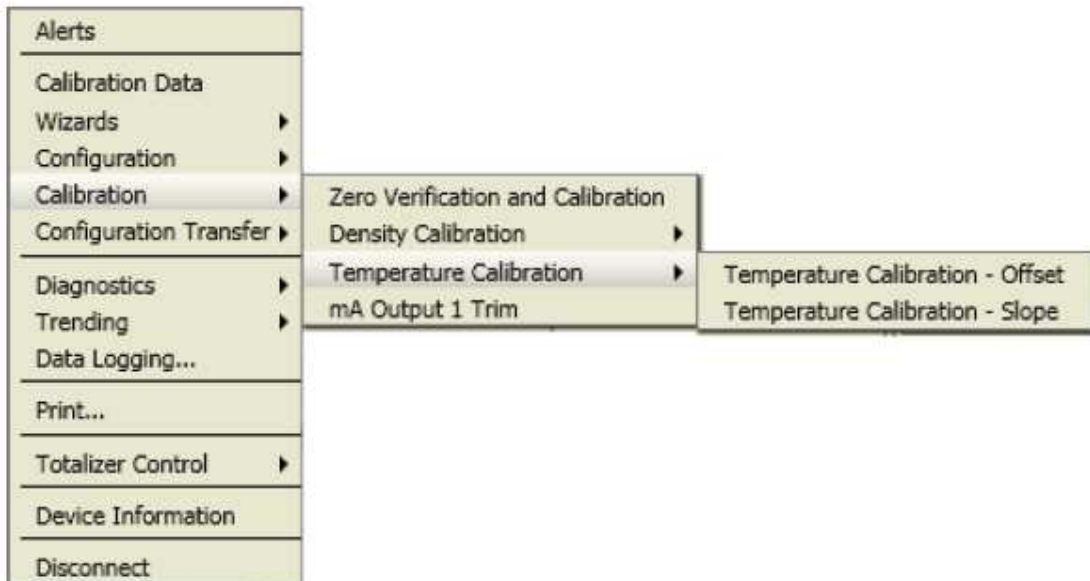 Alerts
Calibration Data
Wizards
Configuration
Calibration
Configuration Transfer
Diagnostics
Trending
Data Logging...
Print...
Totalizer Control
Device Information
Disconnect
Zero Verification and Calibration
Density Calibration
Temperature Calibration
mA Output 1 Trim
Temperature Calibration - Offset
Temperature Calibration - Slope